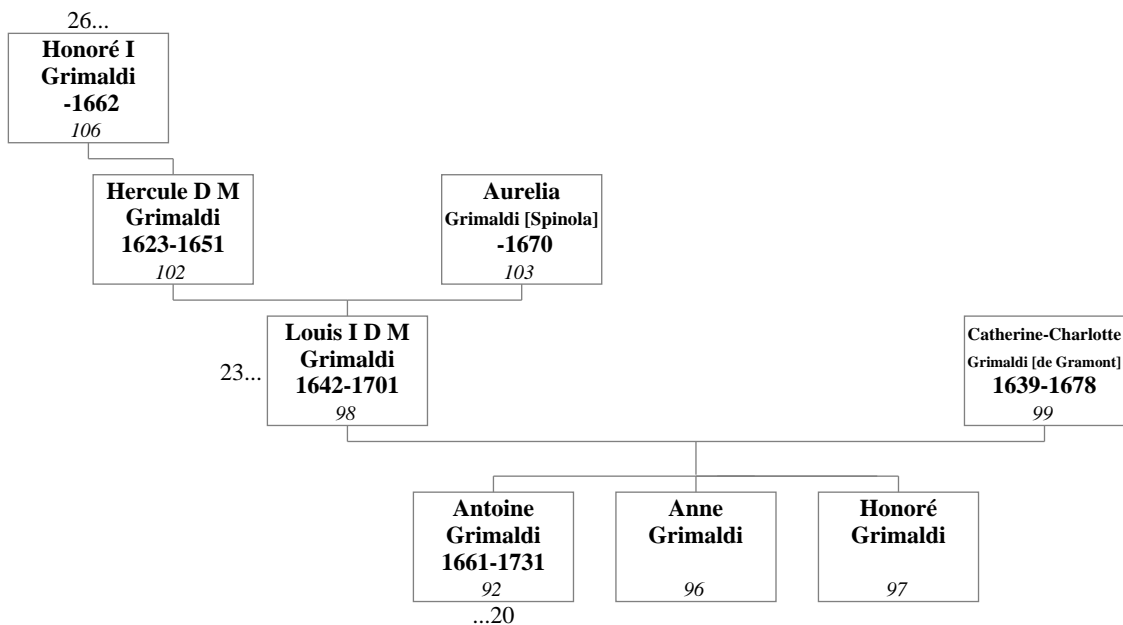 26...
Honoré I
Grimaldi
-1662
106
Hercule D M
Grimaldi
1623-1651
102
Aurelia
Grimaldi [Spinola]
-1670
103
23...
Louis I D M
Grimaldi
1642-1701
98
Catherine-Charlotte
Grimaldi [de Gramont]
1639-1678
99
Antoine
Grimaldi
1661-1731
92
...20
Anne
Grimaldi
96
Honoré
Grimaldi
97